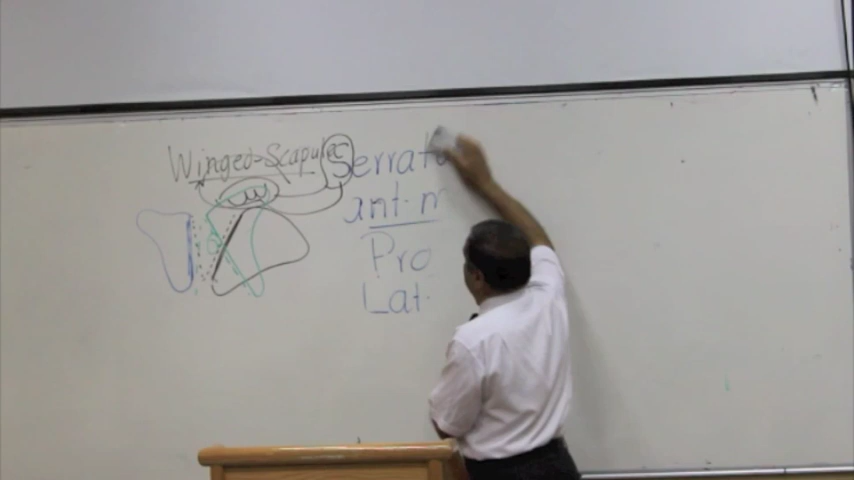 Winged-Scapula
Serrat
ant. m
Pro
Lat.